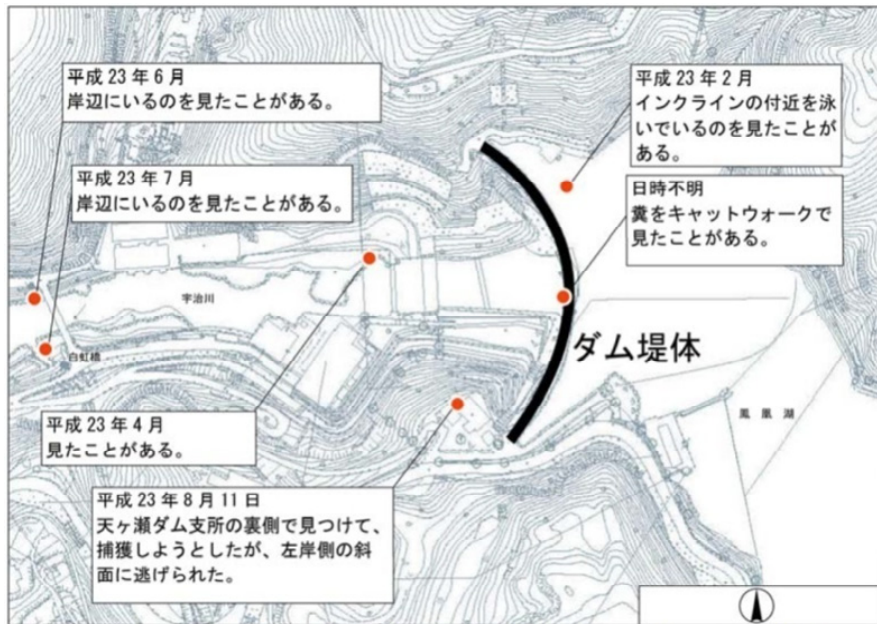 平成 23 年 6 月
岸辺にいるのを見たことがある。
平成 23 年 2 月
インクラインの付近を泳
いでいるのを見たことが
ある。
平成 23 年 7 月
岸辺にいるのを見たことがある。
日時不明
糞をキャットウォークで
見たことがある。
宇治川
白虹橋
ダム堤体
鳳凰湖
平成 23 年 4 月
見たことがある。
平成 23 年 8 月 11 日
天ヶ瀬ダム支所の裏側で見つけて、
捕獲しようとしたが、左岸側の斜
面に逃げられた。